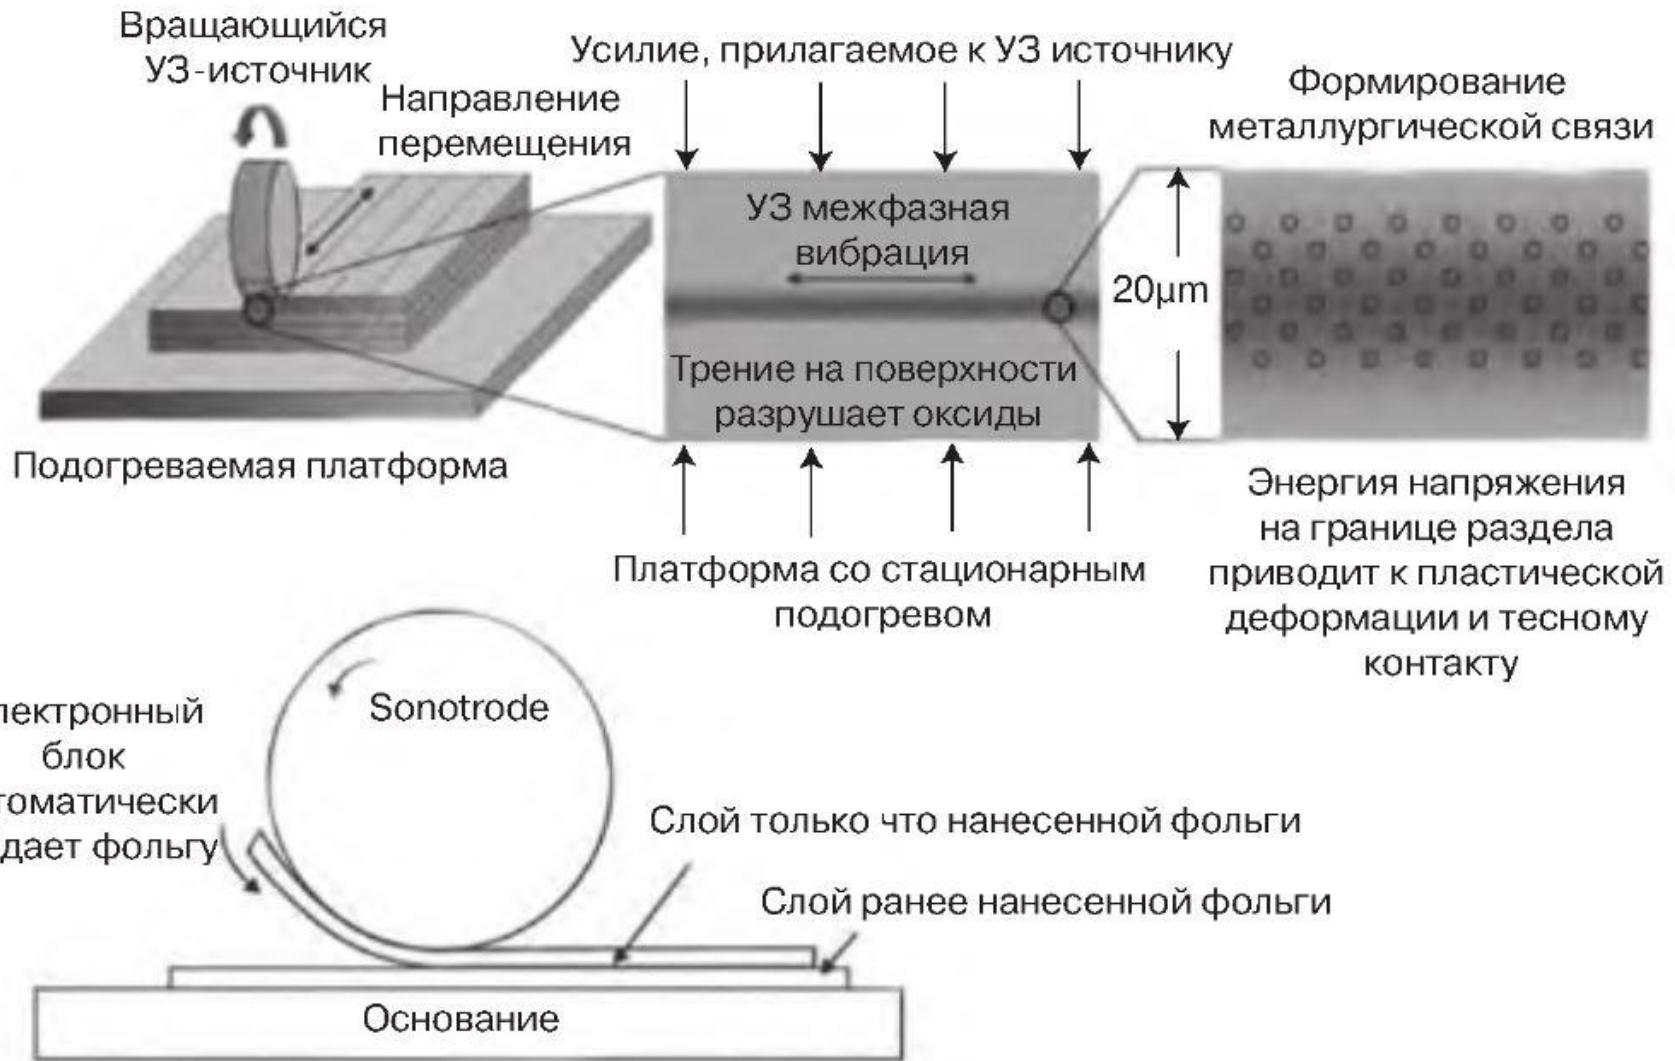 Вращающийся
УЗ-источник
Направление
перемещения
Усилие, прилагаемое к УЗ источнику
Формирование
металлургической связи
УЗ межфазная
вибрация
20µm
Трение на поверхности
разрушает оксиды
Подогреваемая платформа
Платформа со стационарным
подогревом
Энергия напряжения
на границе раздела
приводит к пластической
деформации и тесному
контакту
Sonotrode
лектронный
блок
томатически
дает фольгу
Слой только что нанесенной фольги
Слой ранее нанесенной фольги
Основание